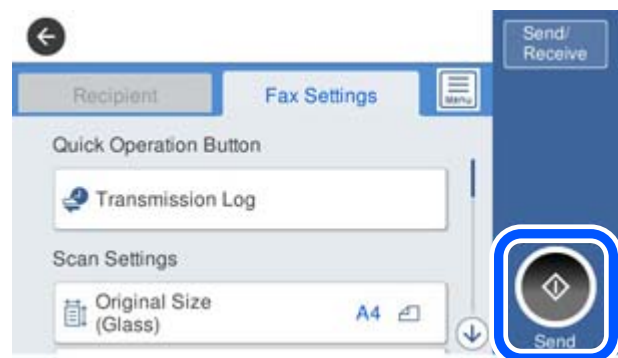 Send/
Receive
Recipient
Fax Settings
Menu
Quick Operation Button
Transmission Log
Scan Settings
Original Size
(Glass)
A4
Send